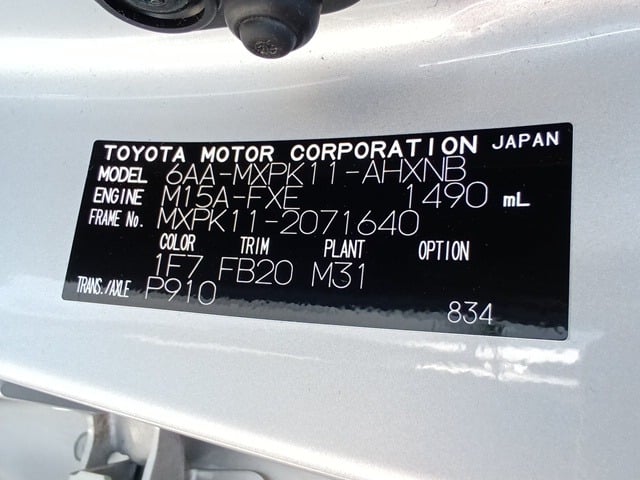 TOYOTA MOTOR CORPORATION JAPAN
MODEL 6AA-MXPK11-AHXNB
ENGINE M15A-FXE 1490 mL
FRAME No. MXPK11-2071640
COLOR TRIM PLANT OPTION
1F7 FB20 M31
TRANS./AXLE P910
834